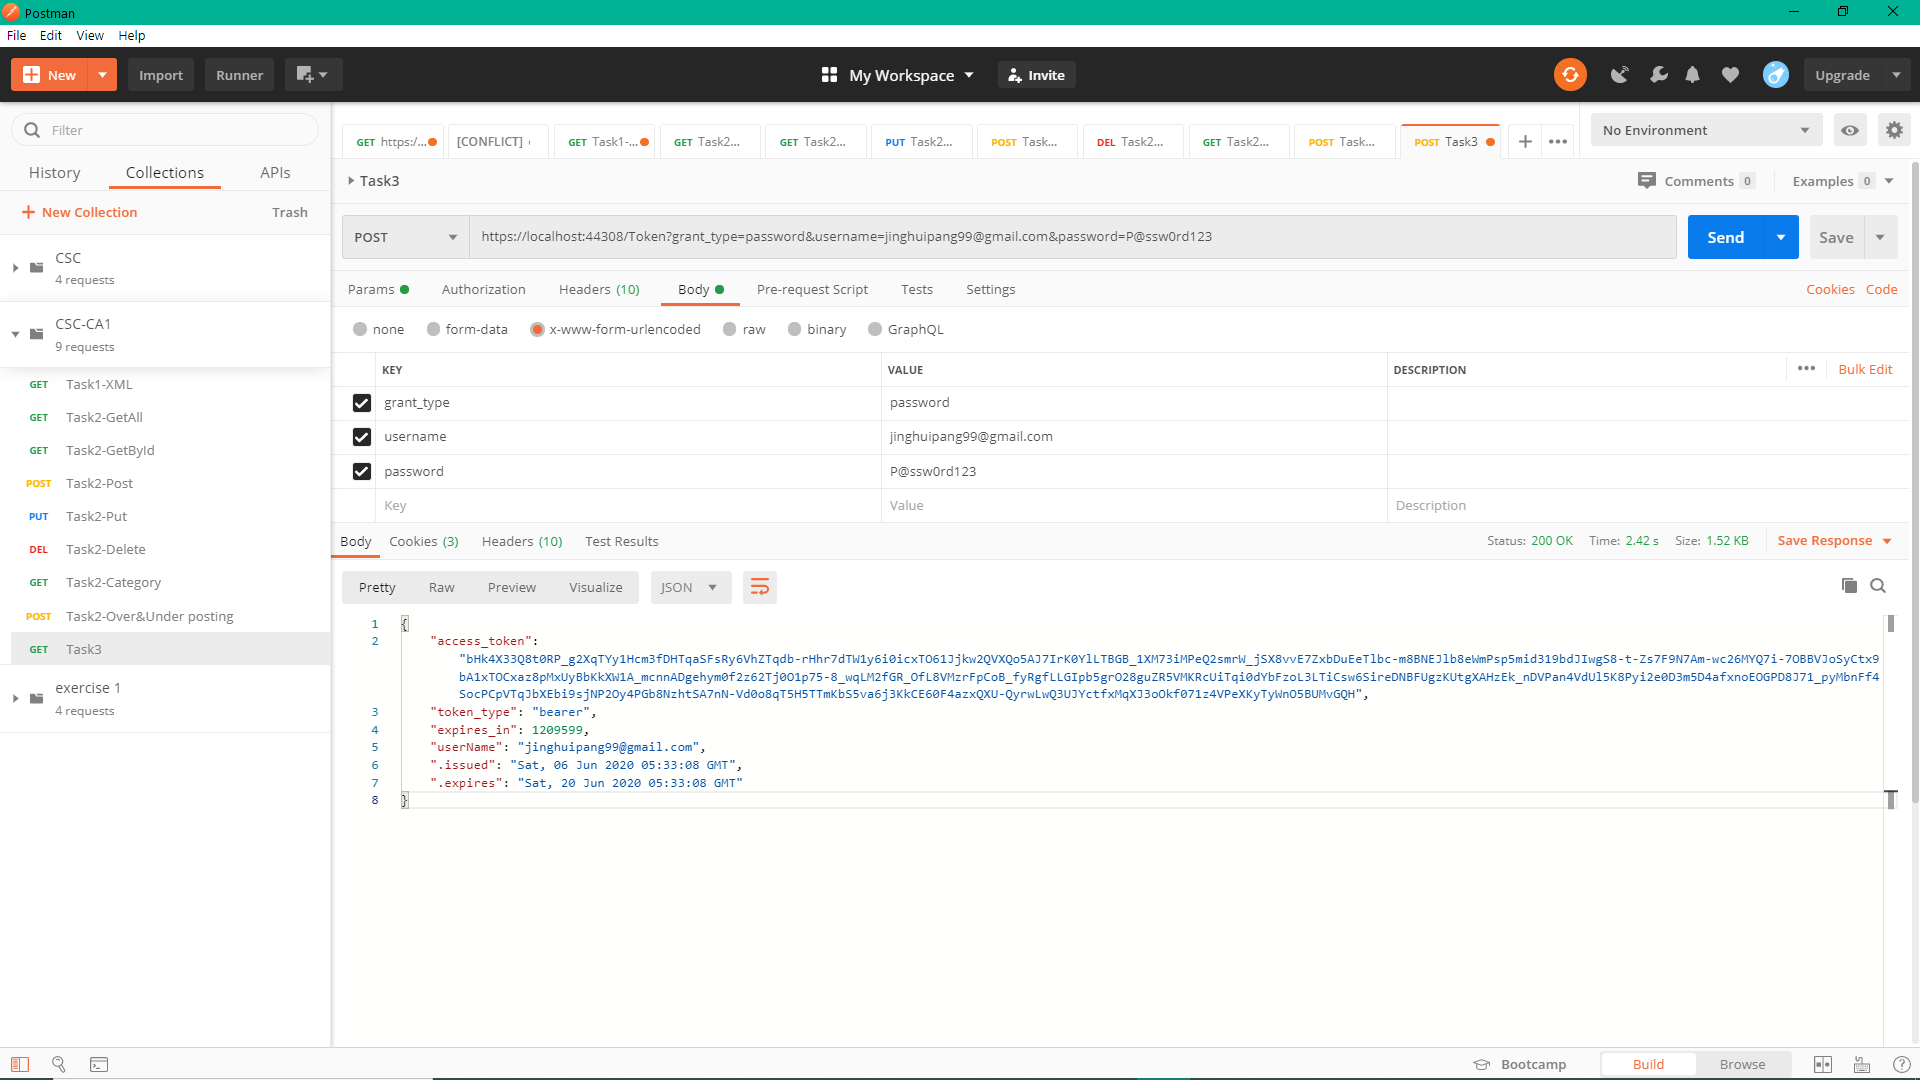 Postman
File Edit View Help
New Import Runner My Workspace Invite Upgrade
Filter
History Collections APIs
New Collection Trash
CSC
4 requests
CSC-CA1
9 requests
GET Task1-XML
GET Task2-GetAll
GET Task2-GetById
POST Task2-Post
PUT Task2-Put
DEL Task2-Delete
GET Task2-Category
POST Task2-Over&Under posting
GET Task3
exercise 1
4 requests
GET https:/... [CONFLICT] GET Task1-... GET Task2... GET Task2... PUT Task2... POST Task... DEL Task2... GET Task2... POST Task... POST Task3
No Environment
Task3
Comments 0 Examples 0
POST https://localhost:44308/Token?grant_type=password&username=jinghuipang99@gmail.com&password=P@ssw0rd123 Send Save
Params Authorization Headers (10) Body Pre-request Script Tests Settings Cookies Code
none form-data x-www-form-urlencoded raw binary GraphQL
KEY VALUE DESCRIPTION Bulk Edit
grant_type password
username jinghuipang99@gmail.com
password P@ssw0rd123
Key Value Description
Body Cookies (3) Headers (10) Test Results Status: 200 OK Time: 2.42 s Size: 1.52 KB Save Response
Pretty Raw Preview Visualize JSON
1 {
2 "access_token":
"token_type": "bearer",
3
4 "expires_in": 1209599,
5 "userName": "jinghuipang99@gmail.com",
6 ".issued": "Sat, 06 Jun 2020 05:33:08 GMT",
7 ".expires": "Sat, 20 Jun 2020 05:33:08 GMT"
8 }
Bootcamp Build Browse